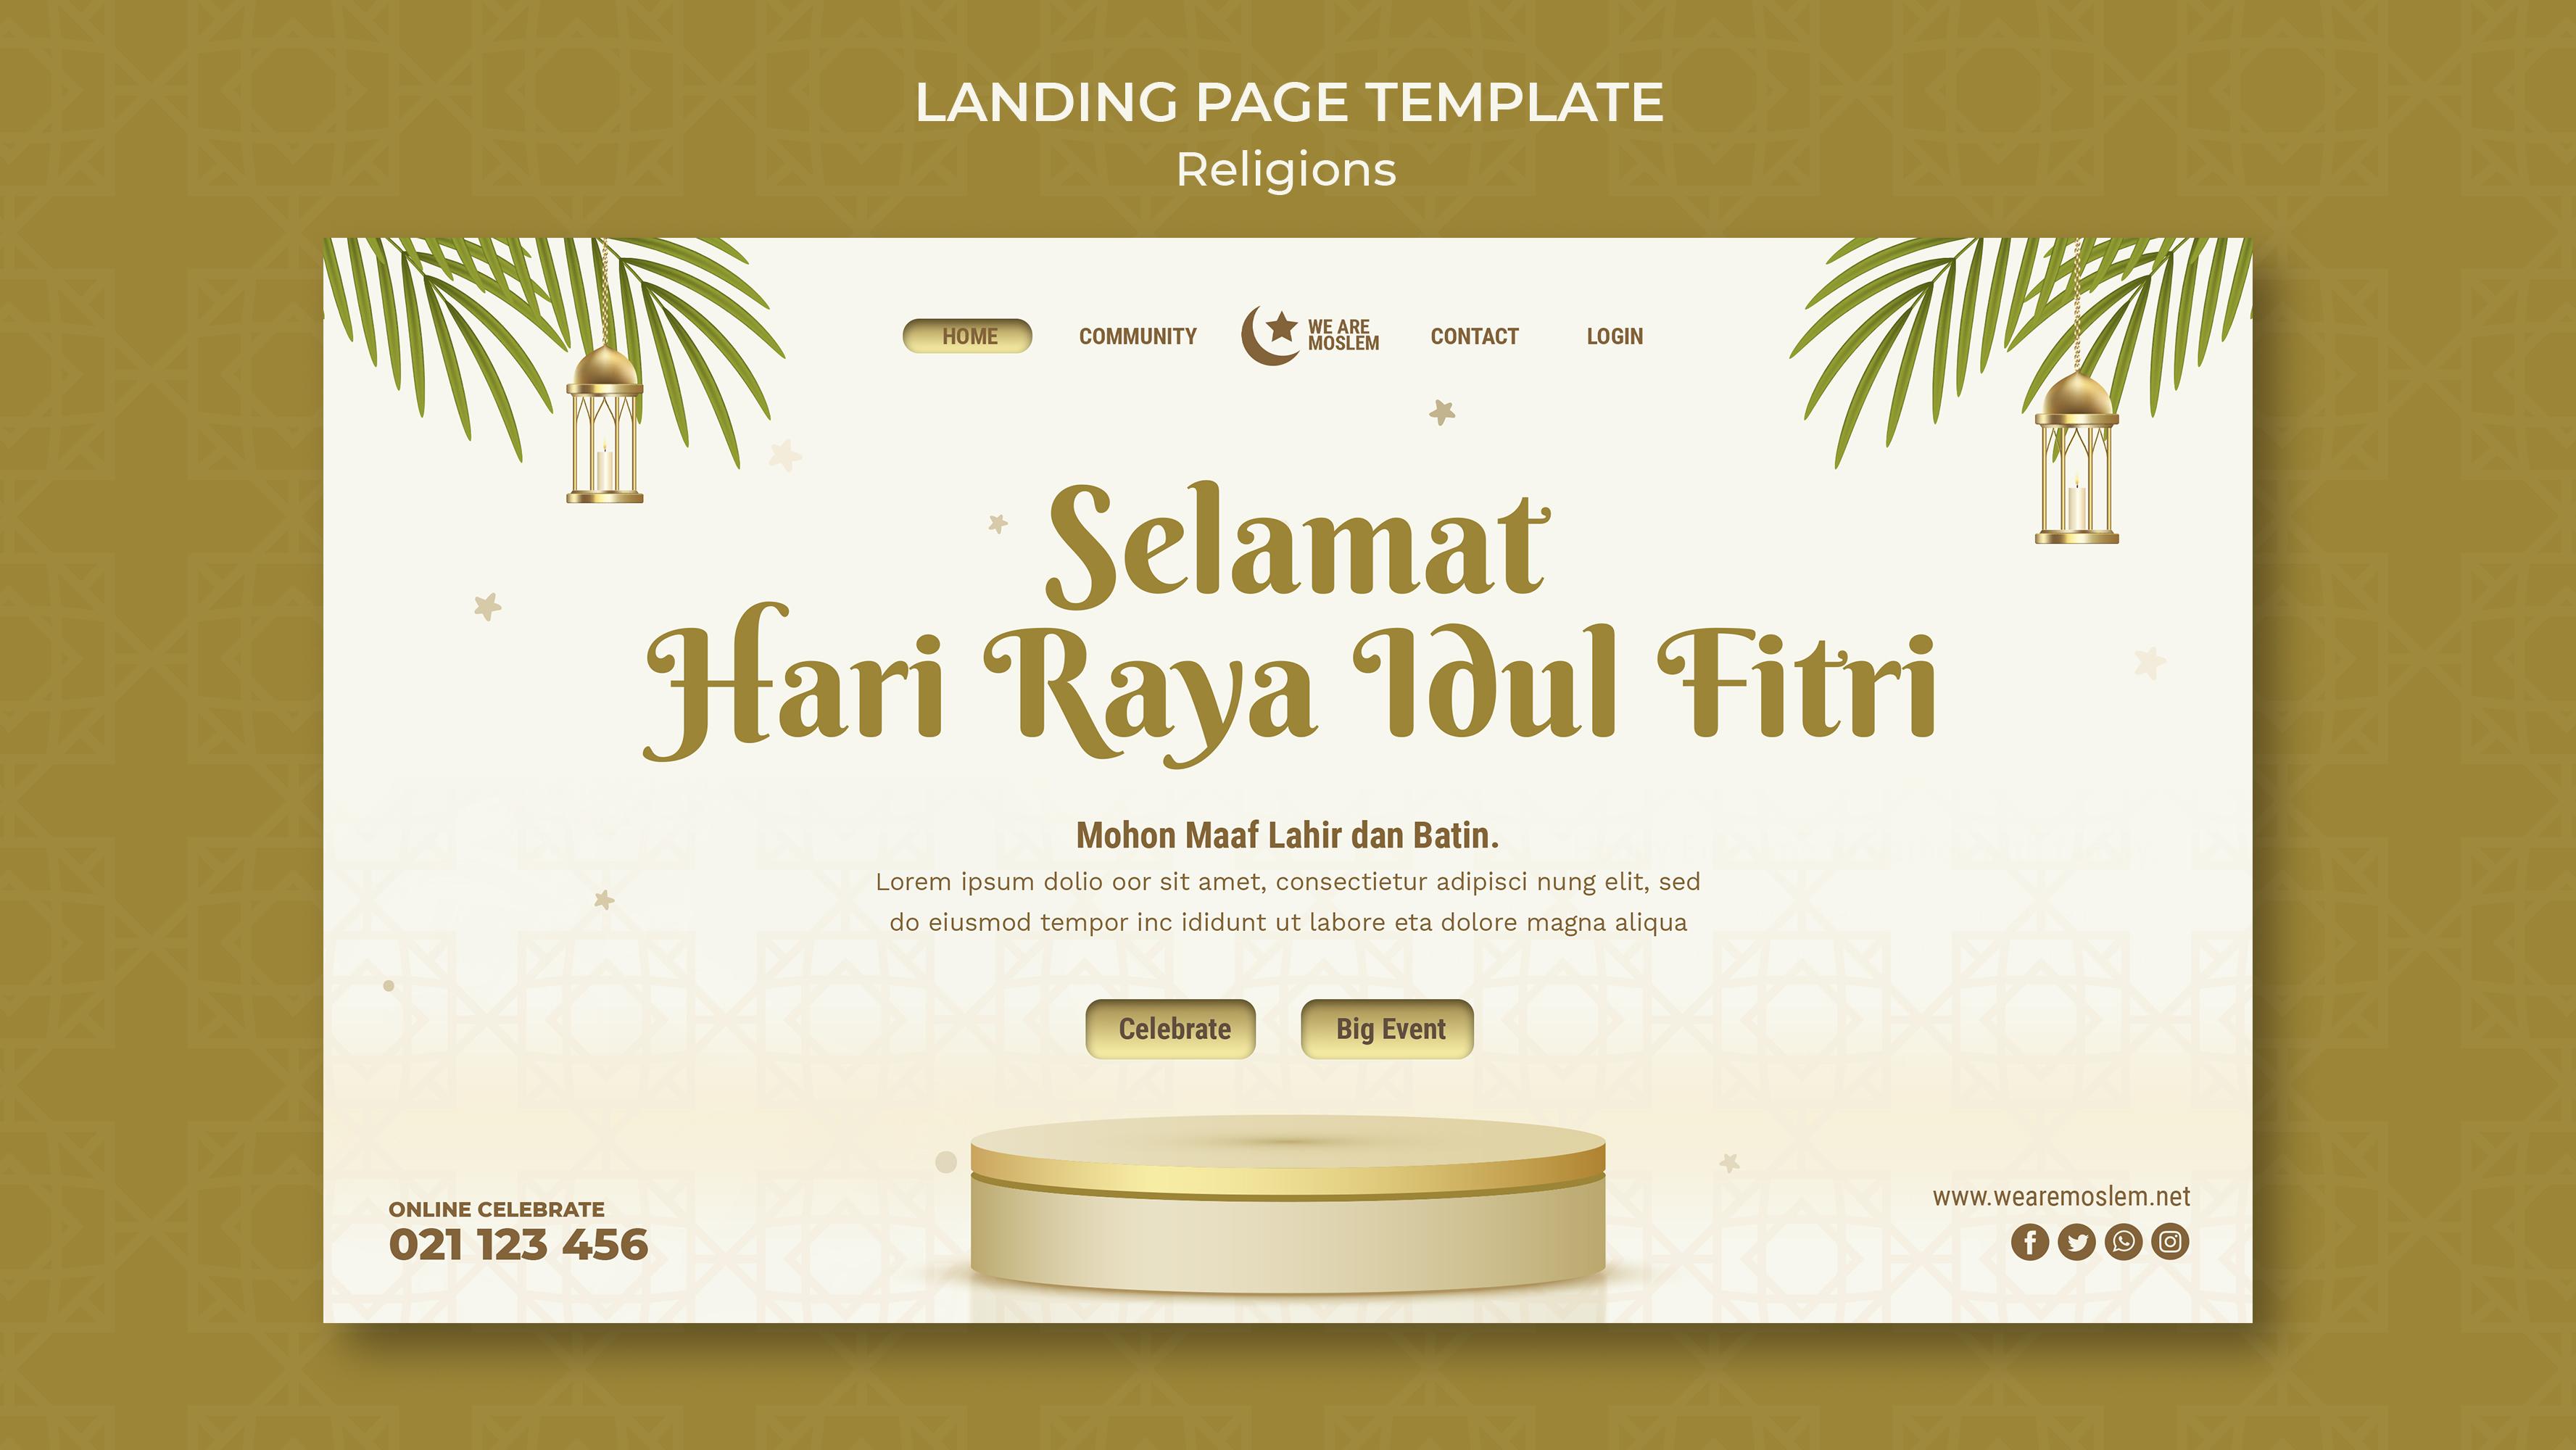 LANDING PAGE TEMPLATE
Religions
HOME
COMMUNITY
WE ARE
MOSLEM
CONTACT
LOGIN
Selamat
Hari Raya Idul Fitri
Mohon Maaf Lahir dan Batin.
Lorem ipsum dolio oor sit amet, consectietur adipisci nung elit, sed
do eiusmod tempor inc ididunt ut labore eta dolore magna aliqua
Celebrate
Big Event
ONLINE CELEBRATE
021 123 456
www.wearemoslem.net